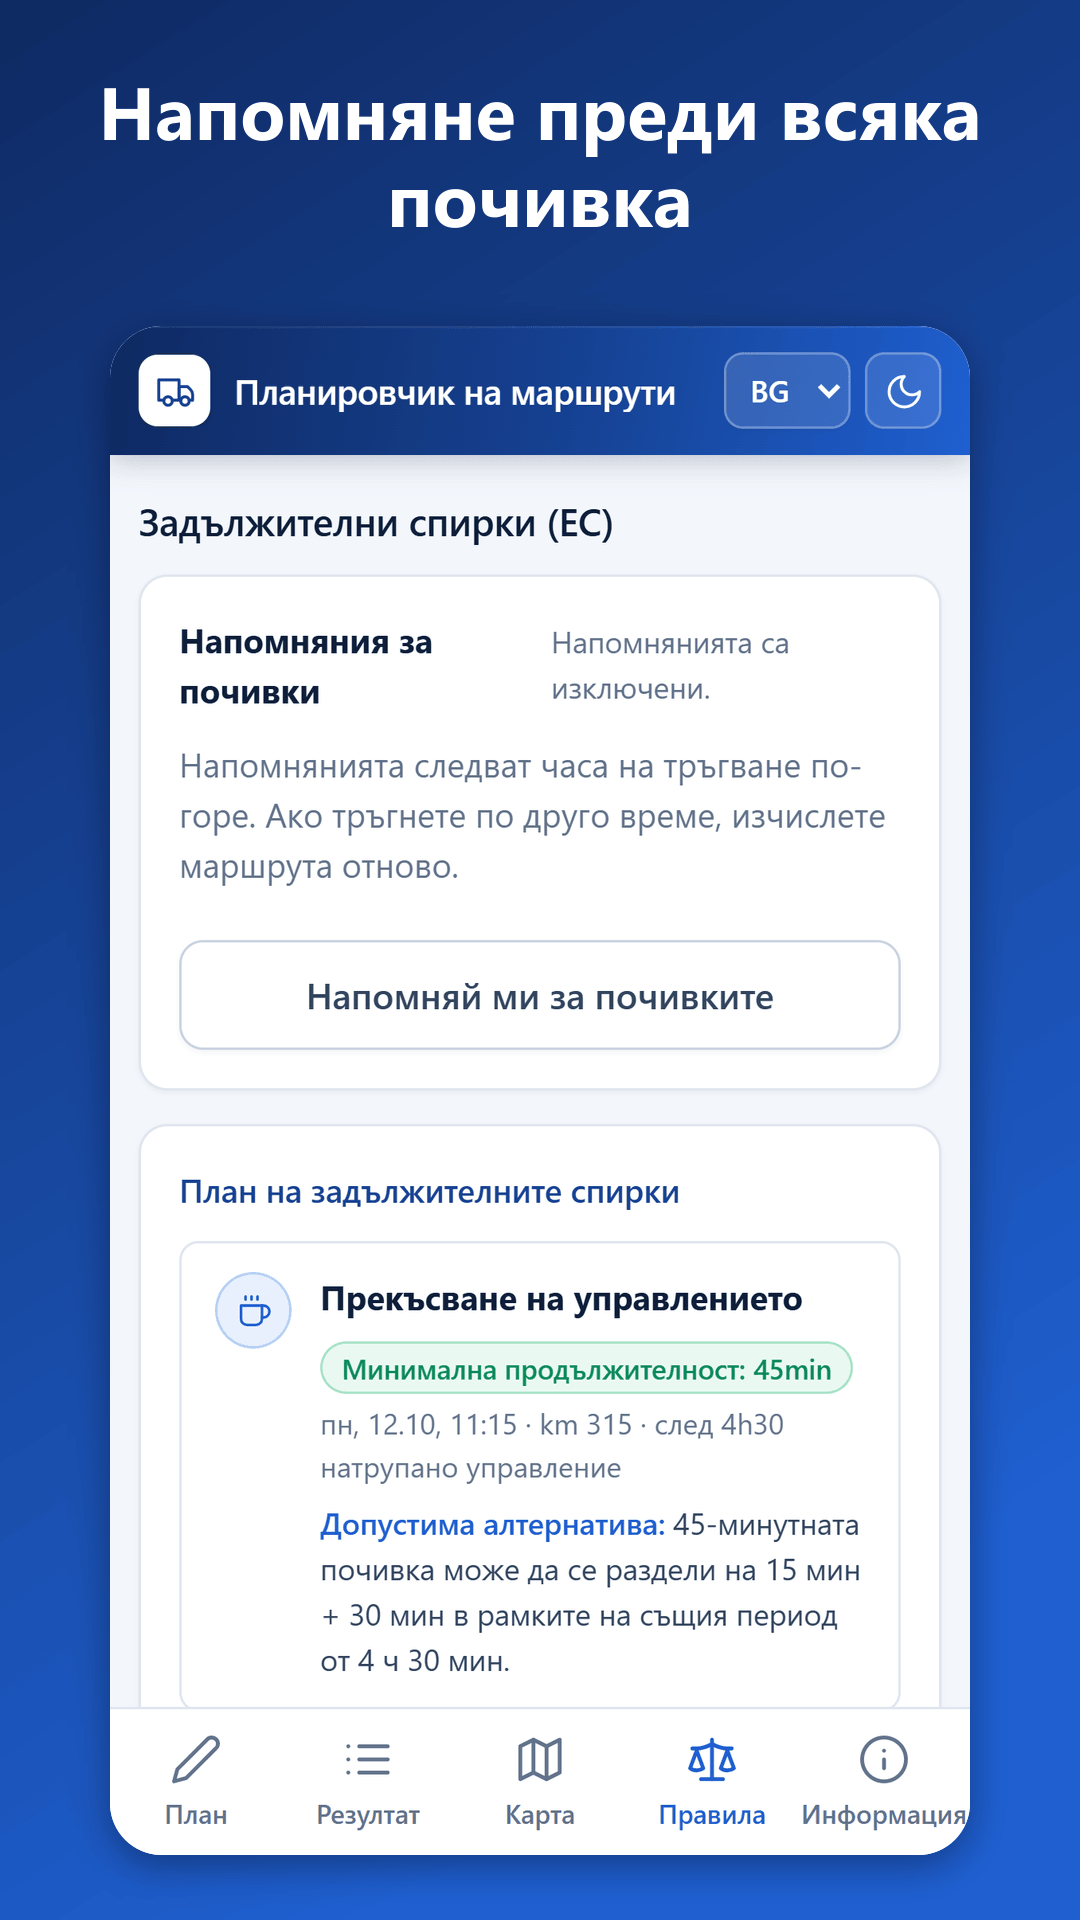 Напомняне преди всяка
почивка
Планировчик на маршрути
BG
Задължителни спирки (ЕС)
Напомняния за
почивки
Напомнянията са
изключени.
Напомнянията следват часа на тръгване по-
горе. Ако тръгнете по друго време, изчислете
маршрута отново.
Напомняй ми за почивките
План на задължителните спирки
Прекъсване на управлението
Минимална продължителност: 45min
пн, 12.10, 11:15 · km 315 · след 4h30
натрупано управление
Допустима алтернатива: 45-минутната
почивка може да се раздели на 15 мин
+ 30 мин в рамките на същия период
от 4 ч 30 мин.
План
Резултат
Карта
Правила
Информация